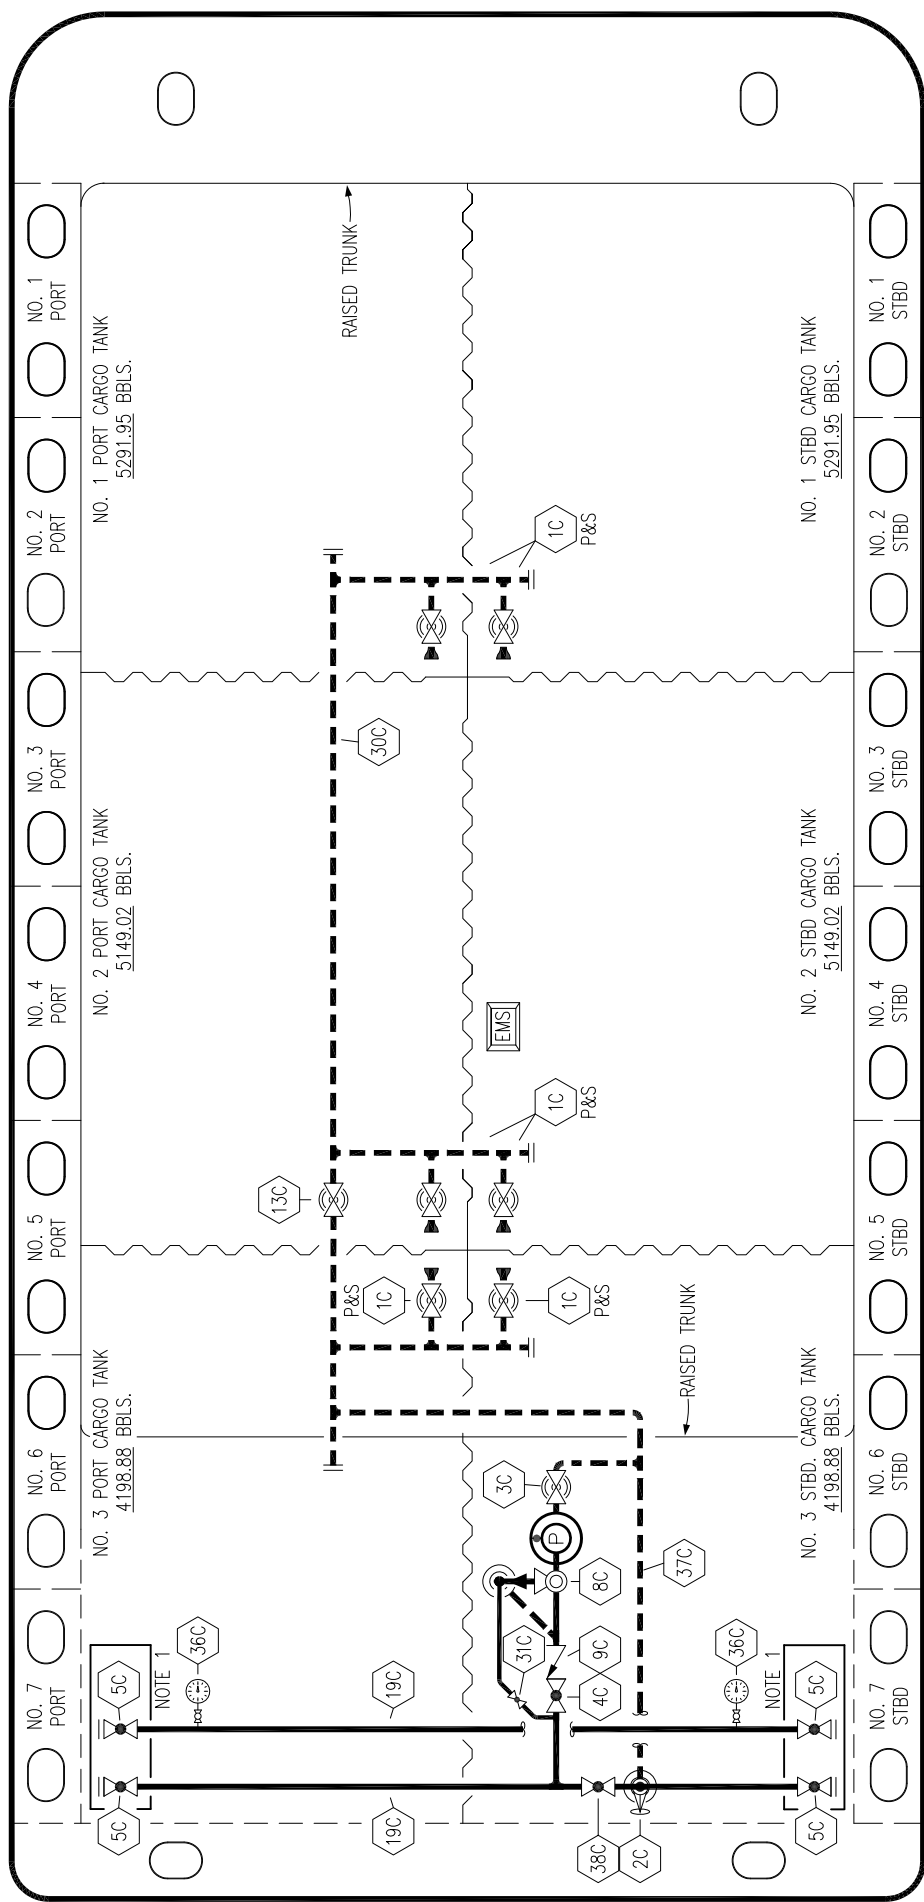 NO. 1
PORT
NO. 2
PORT
NO. 3
PORT
NO. 4
PORT
NO. 5
PORT
NO. 6
PORT
NO. 7
PORT
NO. 1 PORT CARGO TANK
5291.95 BBLS.
NO. 2 PORT CARGO TANK
5149.02 BBLS.
NO. 3 PORT CARGO TANK
4198.88 BBLS.
RAISED TRUNK
30C
13C
1C
P&S
1C
P&S
P&S
1C
1C
P&S
EMS
RAISED TRUNK
3C
P
8C
31C
9C
4C
37C
5C
5C
NOTE 1
36C
19C
19C
38C
2C
36C
NOTE 1
5C
5C
NO. 1 STBD CARGO TANK
5291.95 BBLS.
NO. 2 STBD CARGO TANK
5149.02 BBLS.
NO. 3 STBD. CARGO TANK
4198.88 BBLS.
NO. 1
STBD
NO. 2
STBD
NO. 3
STBD
NO. 4
STBD
NO. 5
STBD
NO. 6
STBD
NO. 7
STBD